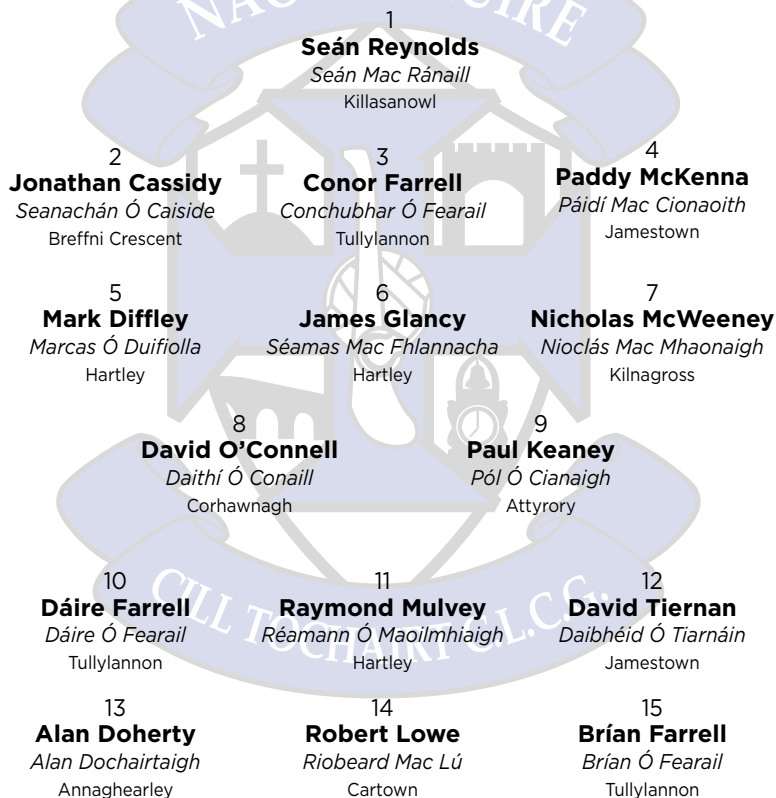 1
Seán Reynolds
Seán Mac Ránaill
Killasanowl
2
Jonathan Cassidy
Seanachán Ó Caiside
Breffni Crescent
3
Conor Farrell
Conchubhar Ó Fearail
Tullylannon
4
Paddy McKenna
Páidí Mac Cionaoith
Jamestown
5
Mark Diffley
Marcas Ó Duifiolla
Hartley
6
James Glancy
Séamas Mac Fhlannacha
Hartley
7
Nicholas McWeeney
Nioclás Mac Mhaonaigh
Kilnagross
8
David O’Connell
Daithí Ó Conaill
Corhawnagh
9
Paul Keaney
Pól Ó Cianaigh
Attyrory
10
Dáire Farrell
Dáire Ó Fearail
Tullylannon
11
Raymond Mulvey
Réamann Ó Maoilmhiaigh
Hartley
12
David Tiernan
Daibhéid Ó Tiarnáin
Jamestown
CILL TOCHAIRT
13
Alan Doherty
Alan Dochairtaigh
Annaghearley
14
Robert Lowe
Riobeard Mac Lú
Cartown
15
Brían Farrell
Brían Ó Fearail
Tullylannon